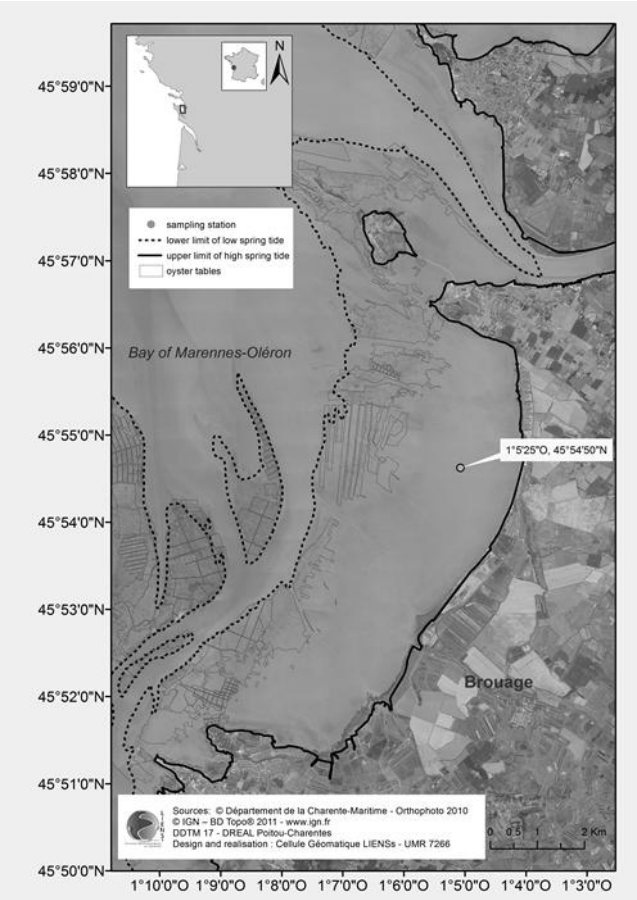 N
45°59'0"N
45°58'0"N
sampling station
lower limit of low spring tide
upper limit of high spring tide
oyster tables
45°57'0"N
45°56'0"N
Bay of Marennes-Oléron
45°55'0"N
1°5'25"O, 45°54'50"N
45°54'0"N
45°53'0"N
Brouage
45°52'0"N
45°51'0"N
LIENSs
Sources: © Département de la Charente-Maritime - Orthophoto 2010
© IGN – BD Topo® 2011 - www.ign.fr
DDTM 17 - DREAL Poitou-Charentes
Design and realisation : Cellule Géomatique LIENSs - UMR 7266
0 0.5 1 2 Km
45°50'0"N
1°10'0"O 1°9'0"O 1°8'0"O 1°7'0"O 1°6'0"O 1°5'0"O 1°4'0"O 1°3'0"O